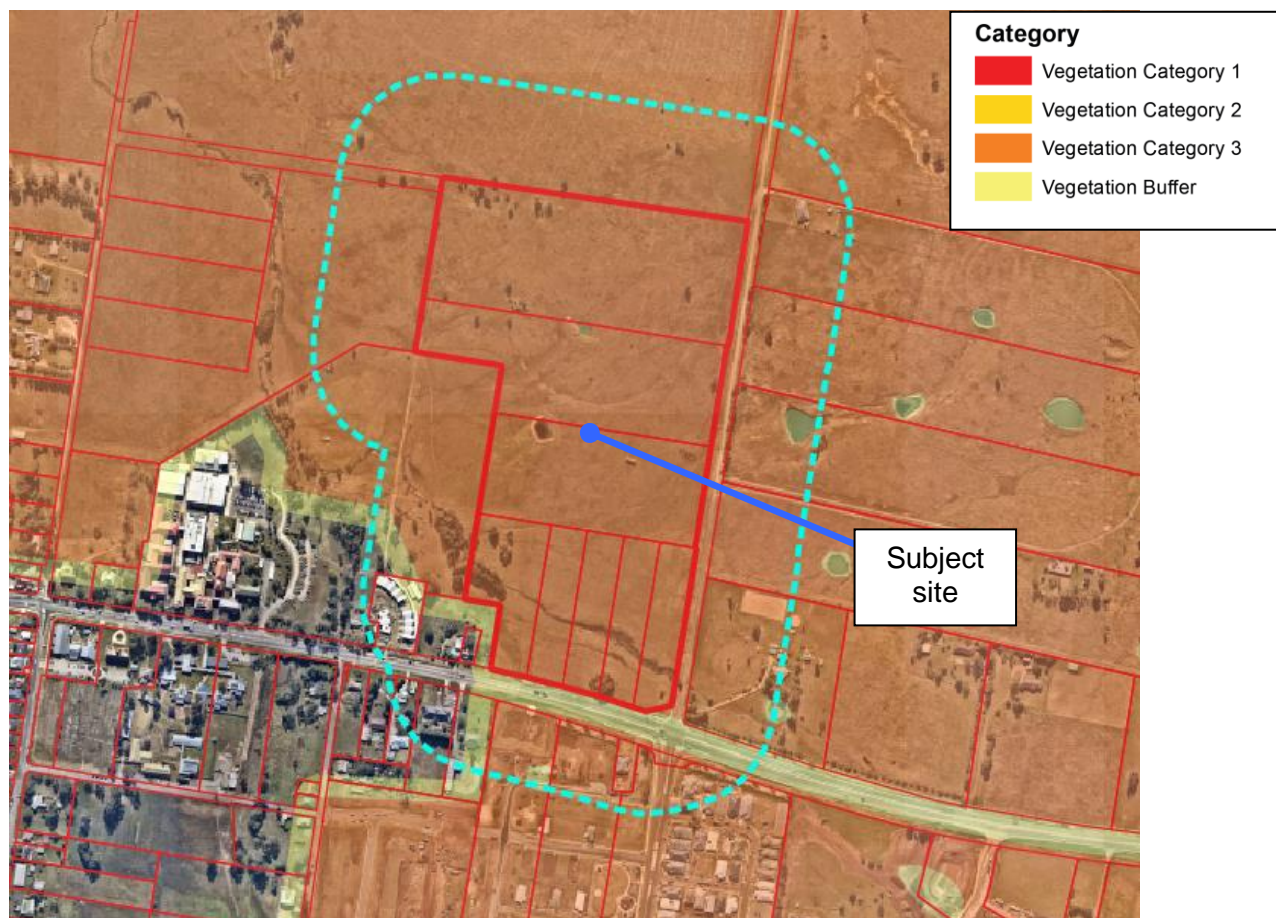 Category
Vegetation Category 1
Vegetation Category 2
Vegetation Category 3
Vegetation Buffer
Subject
site